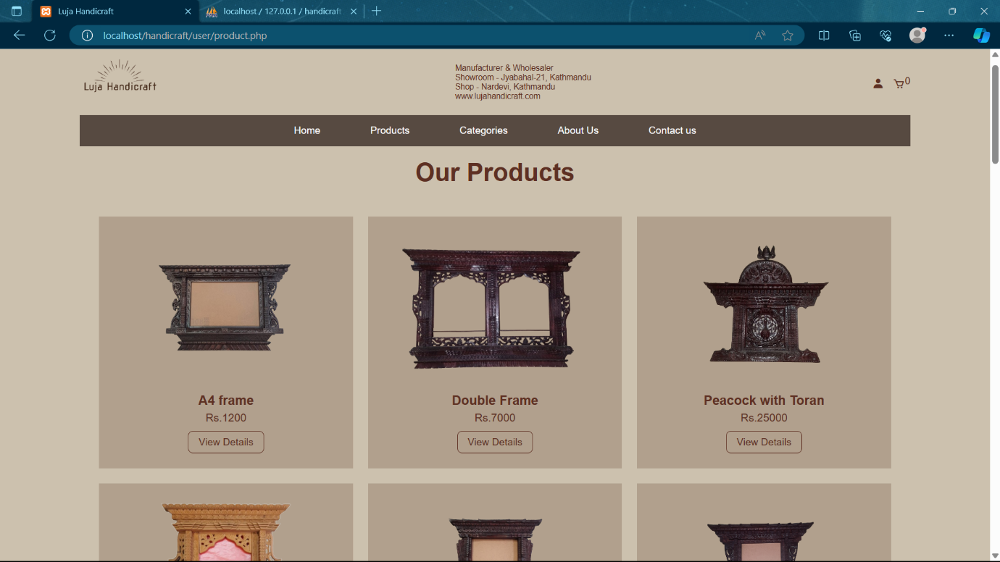 Luja Handicraft
localhost / 127.0.0.1 / handicraft
localhost/handicraft/user/product.php
Luja Handicraft
Manufacturer & Wholesaler
Showroom - Jyabahal-21, Kathmandu
Shop - Nardevi, Kathmandu
www.lujahandicraft.com
0
Home
Products
Categories
About Us
Contact us
Our Products
A4 frame
Double Frame
Peacock with Toran
Rs.1200
Rs.7000
Rs.25000
View Details
View Details
View Details